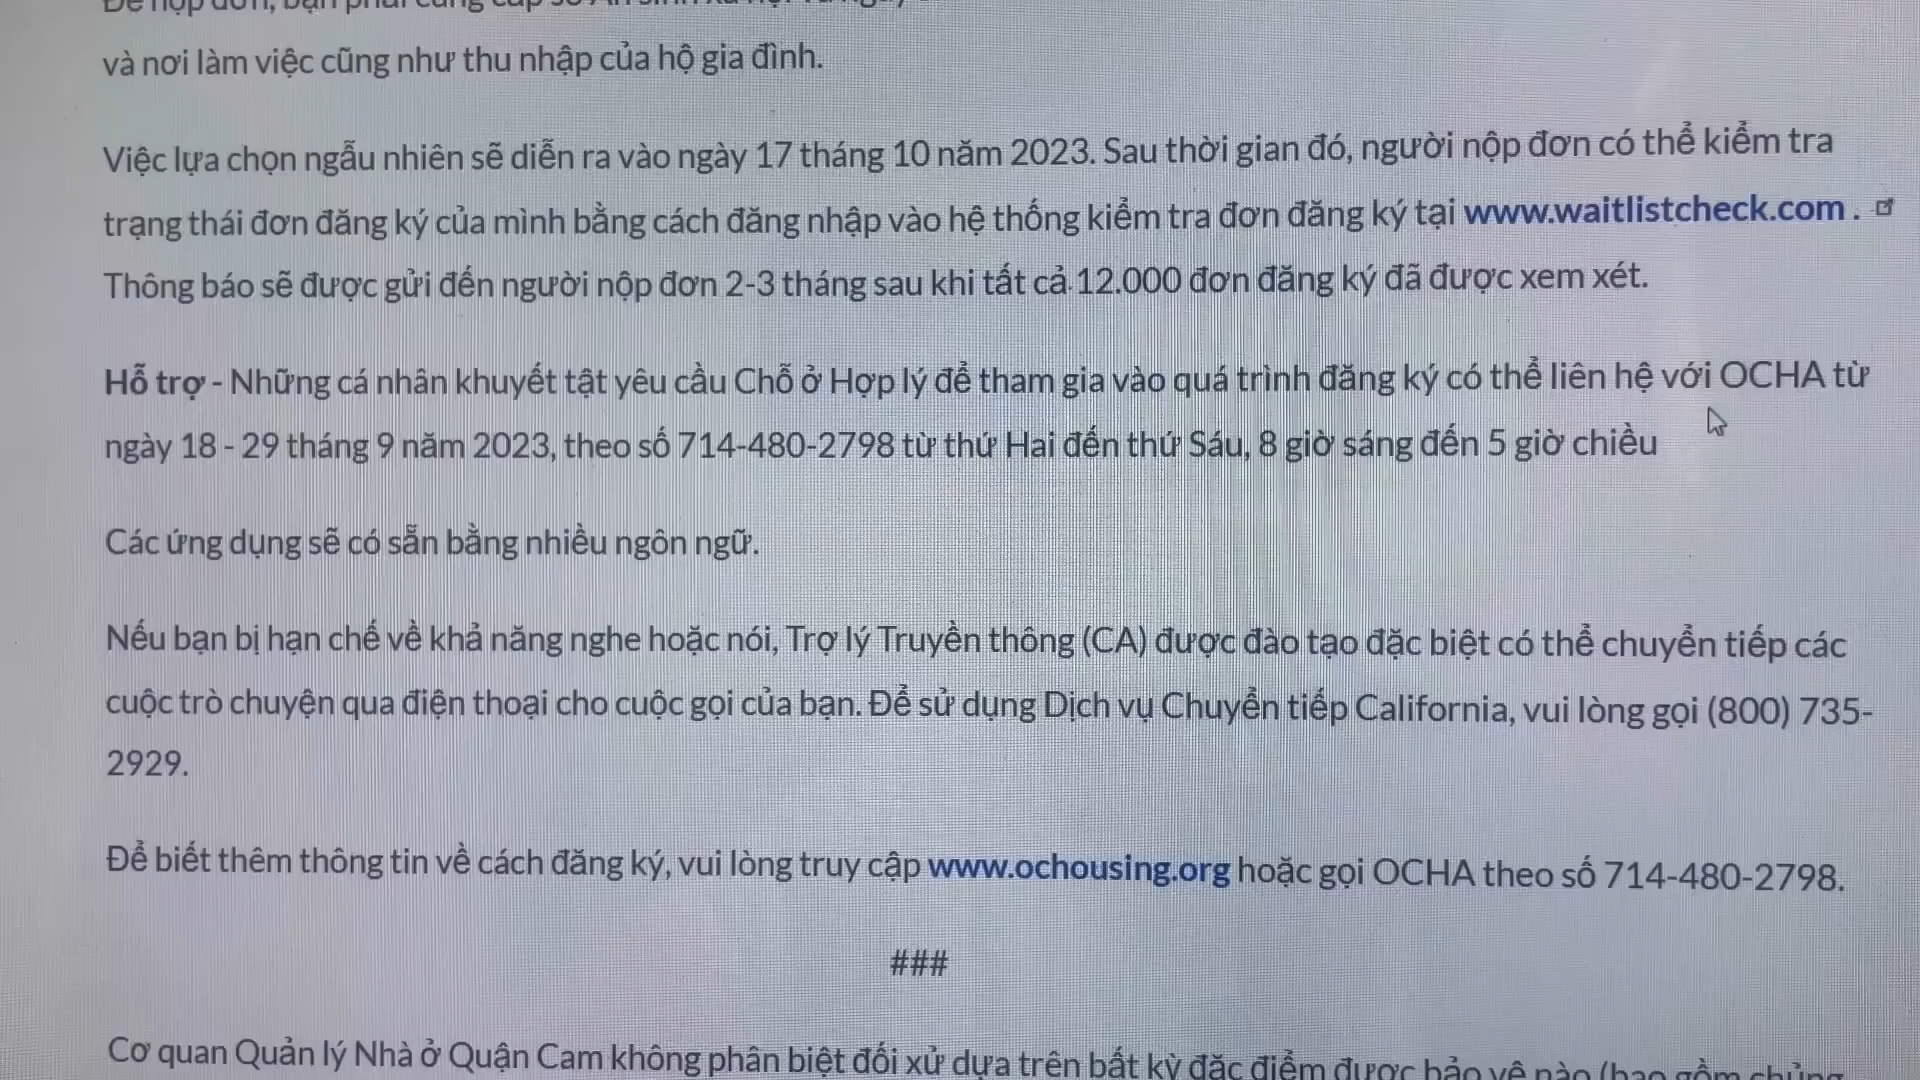 và nơi làm việc cũng như thu nhập của hộ gia đình.
Việc lựa chọn ngẫu nhiên sẽ diễn ra vào ngày 17 tháng 10 năm 2023. Sau thời gian đó, người nộp đơn có thể kiểm tra
trạng thái đơn đăng ký của mình bằng cách đăng nhập vào hệ thống kiểm tra đơn đăng ký tại www.waitlistcheck.com .
Thông báo sẽ được gửi đến người nộp đơn 2-3 tháng sau khi tất cả 12.000 đơn đăng ký đã được xem xét.
Hỗ trợ - Những cá nhân khuyết tật yêu cầu Chỗ ở Hợp lý để tham gia vào quá trình đăng ký có thể liên hệ với OCHA từ
ngày 18 - 29 tháng 9 năm 2023, theo số 714-480-2798 từ thứ Hai đến thứ Sáu, 8 giờ sáng đến 5 giờ chiều
Các ứng dụng sẽ có sẵn bằng nhiều ngôn ngữ.
Nếu bạn bị hạn chế về khả năng nghe hoặc nói, Trợ lý Truyền thông (CA) được đào tạo đặc biệt có thể chuyển tiếp các
cuộc trò chuyện qua điện thoại cho cuộc gọi của bạn. Để sử dụng Dịch vụ Chuyển tiếp California, vui lòng gọi (800) 735-
2929.
Để biết thêm thông tin về cách đăng ký, vui lòng truy cập www.ochousing.org hoặc gọi OCHA theo số 714-480-2798.
###
Cơ quan Quản lý Nhà ở Quận Cam không phân biệt đối xử dựa trên bất kỳ đặc điểm được bảo vệ nào (bao gồm chủng